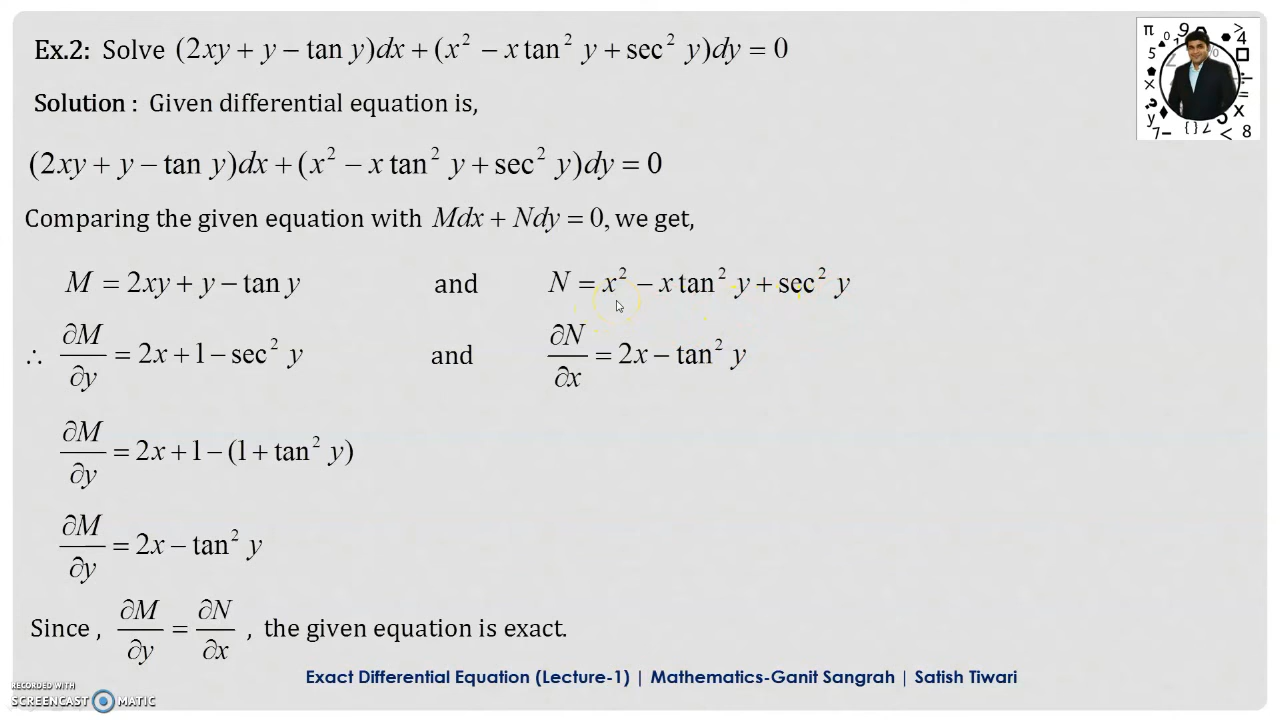 Ex.2: Solve (2xy + y − tan y)dx + (x² − x tan² y + sec² y)dy = 0
Solution : Given differential equation is,
(2xy + y − tan y)dx + (x² − x tan² y + sec² y)dy = 0
Comparing the given equation with Mdx + Ndy = 0, we get,
M = 2xy + y − tan y and N = x² − x tan² y + sec² y
∴ ∂M/∂y = 2x + 1 − sec² y and ∂N/∂x = 2x − tan² y
∂M/∂y = 2x + 1 − (1 + tan² y)
∂M/∂y = 2x − tan² y
Since , ∂M/∂y = ∂N/∂x , the given equation is exact.
Exact Differential Equation (Lecture-1) | Mathematics-Ganit Sangrah | Satish Tiwari
RECORDED WITH
SCREENCAST MATIC